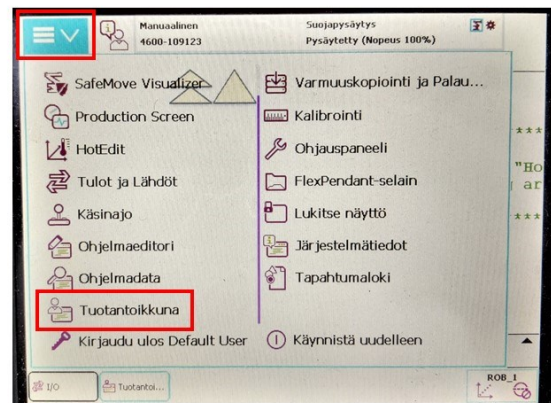 Manuaalinen
4600-109123
Suojapysäytys
Pysäytetty (Nopeus 100%)
SafeMove Visualizer
Production Screen
HotEdit
Tulot ja Lähdöt
Käsinajo
Ohjelmaeditori
Ohjelmadata
Tuotantoikkuna
Kirjaudu ulos Default User
Varmuuskopiointi ja Palau...
Kalibrointi
Ohjauspaneeli
FlexPendant-selain
Lukitse näyttö
Järjestelmätiedot
Tapahtumaloki
Käynnistä uudelleen
***
"Ho
ar
***
I/O
Tuotantoi...
ROB_1